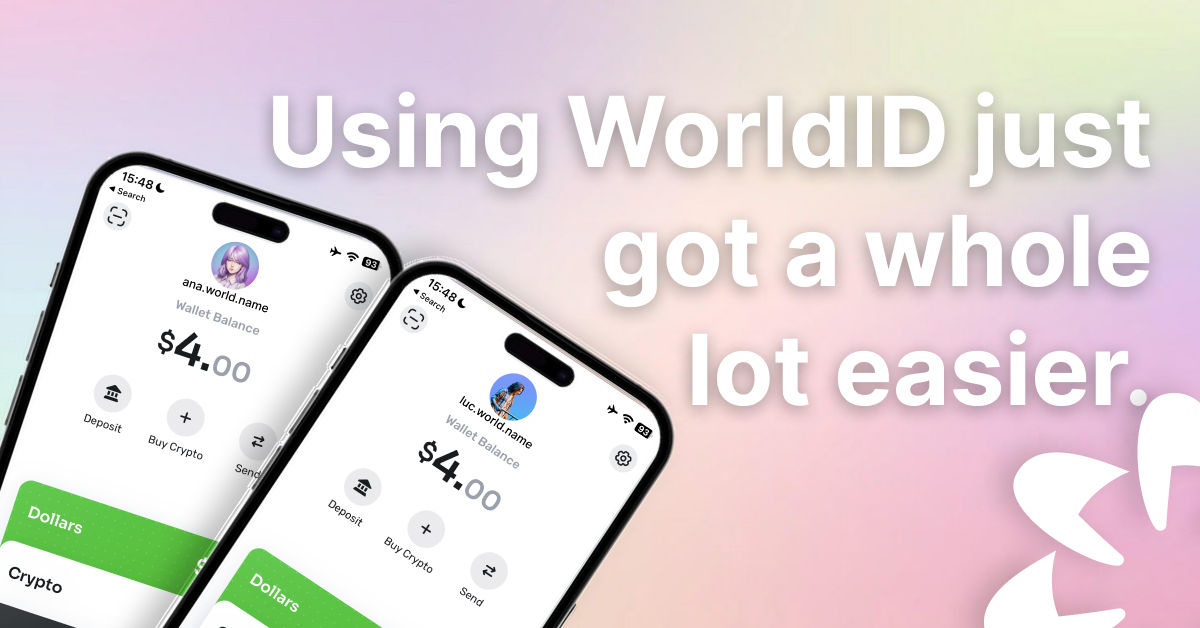 Using WorldID just
got a whole
lot easier.
15:48
Search
93
ana.world.name
Wallet Balance
$4.00
Deposit
Buy Crypto
Send
Dollars
Crypto
15:48
Search
93
luc.world.name
Wallet Balance
$4.00
Deposit
Buy Crypto
Send
Dollars